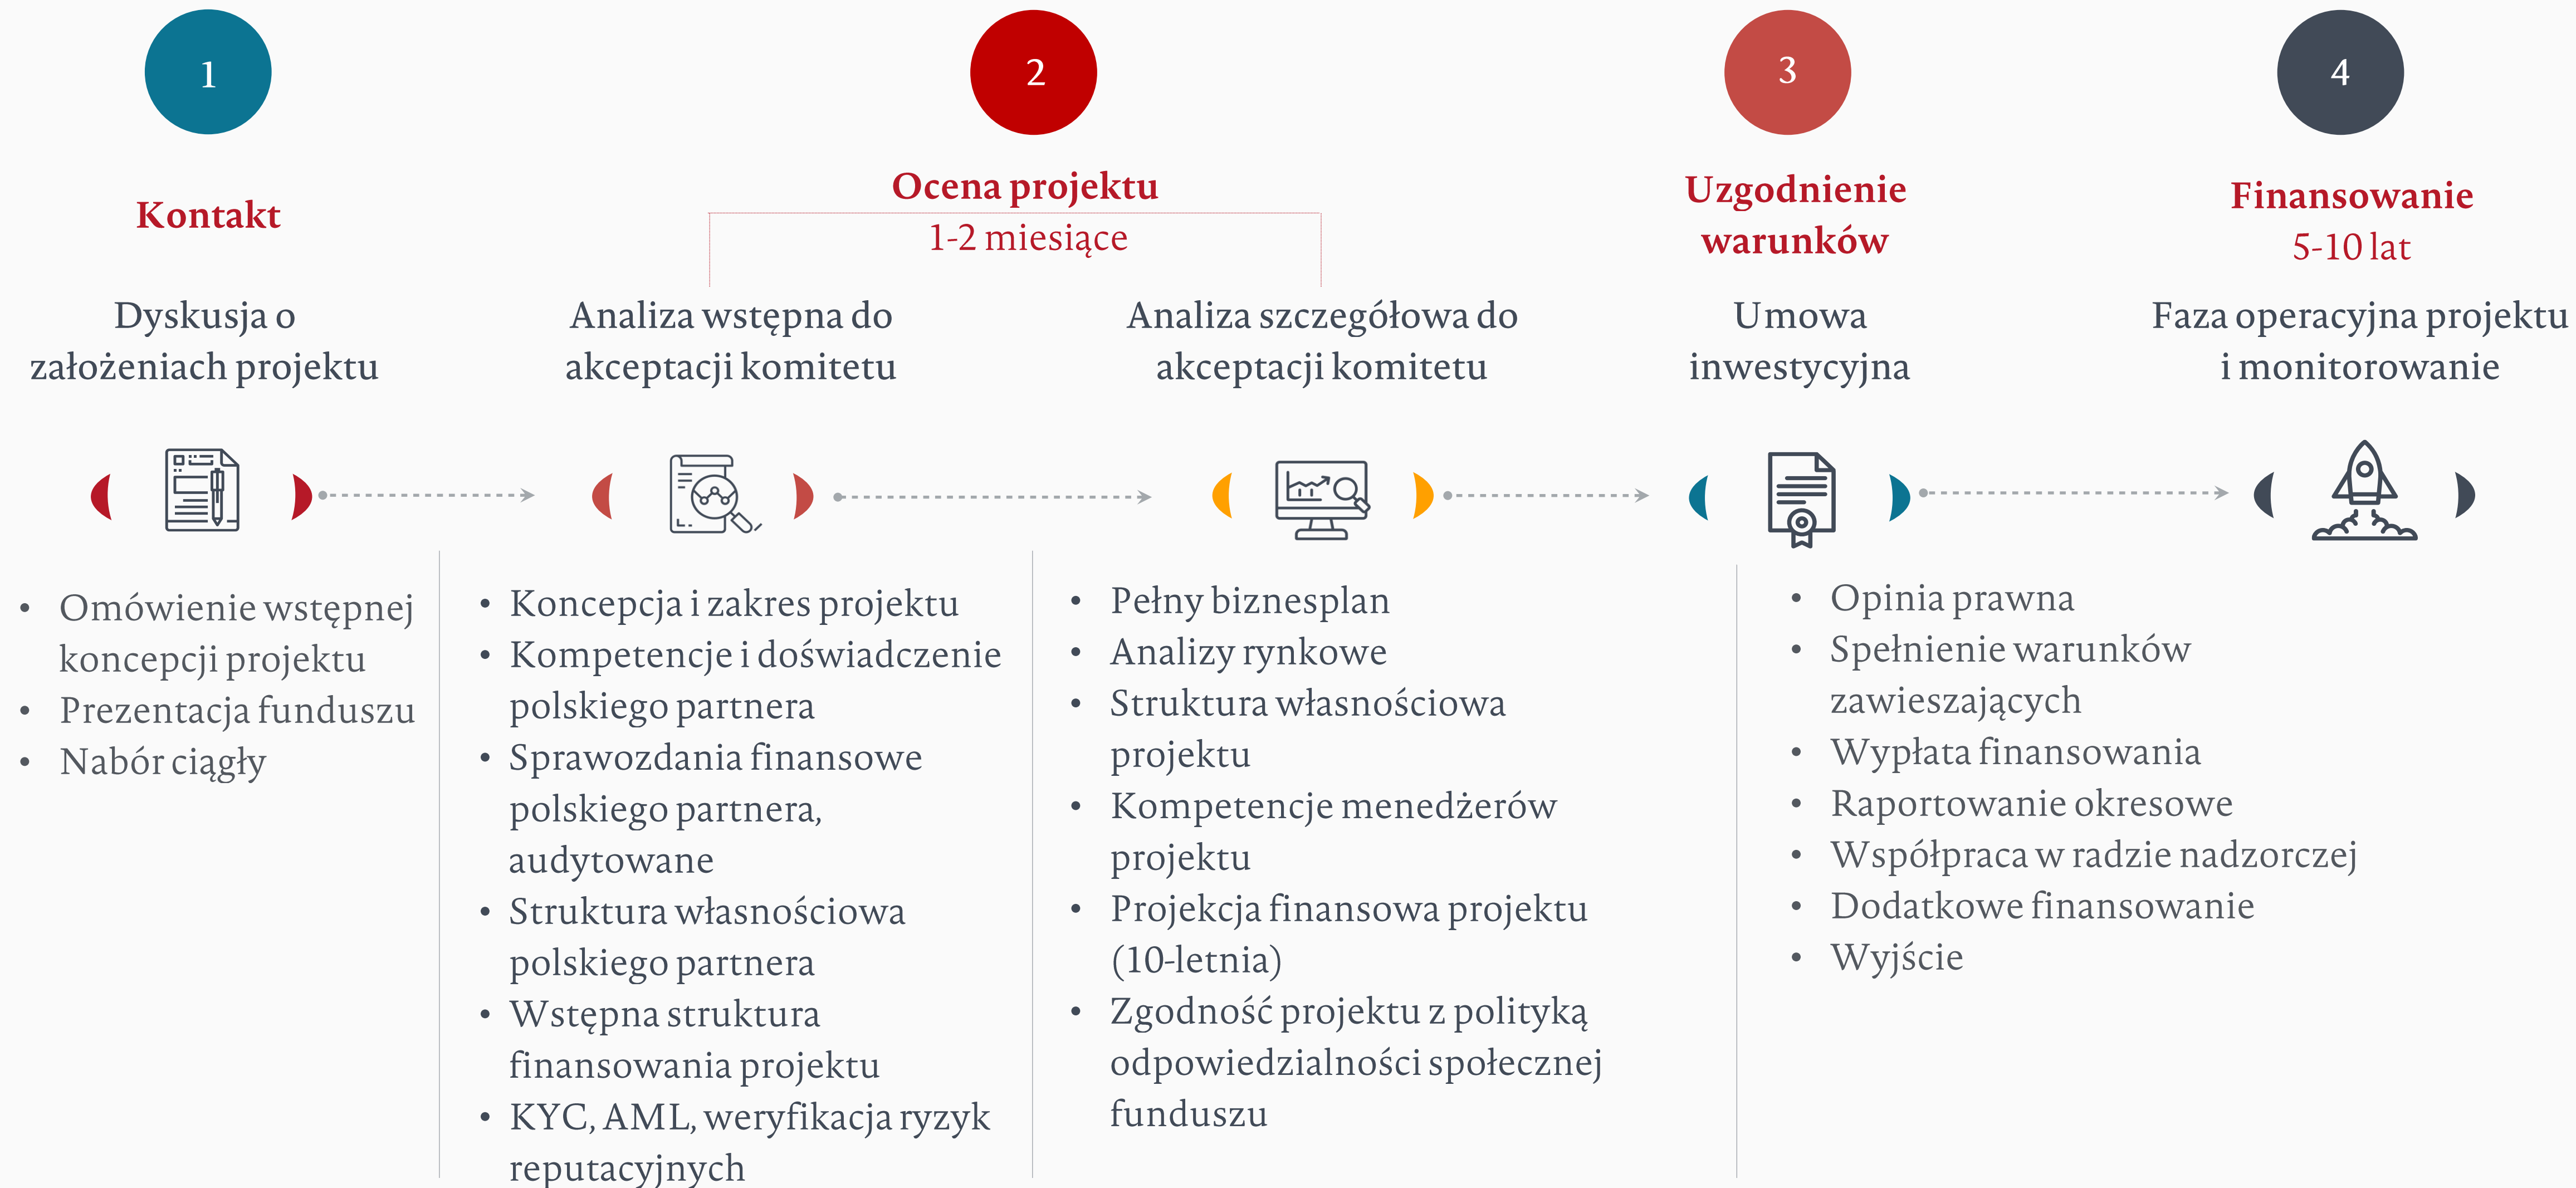 1
Kontakt
Dyskusja o
założeniach projektu
• Omówienie wstępnej
koncepcji projektu
• Prezentacja funduszu
• Nabór ciągły
2
Ocena projektu
1-2 miesiące
Analiza wstępna do
akceptacji komitetu
• Koncepcja i zakres projektu
• Kompetencje i doświadczenie
polskiego partnera
• Sprawozdania finansowe
polskiego partnera,
audytowane
• Struktura własnościowa
polskiego partnera
• Wstępna struktura
finansowania projektu
• KYC, AML, weryfikacja ryzyk
reputacyjnych
Analiza szczegółowa do
akceptacji komitetu
• Pełny biznesplan
• Analizy rynkowe
• Struktura własnościowa
projektu
• Kompetencje menedżerów
projektu
• Projekcja finansowa projektu
(10-letnia)
• Zgodność projektu z polityką
odpowiedzialności społecznej
funduszu
3
Uzgodnienie
warunków
Umowa
inwestycyjna
4
Finansowanie
5-10 lat
Faza operacyjna projektu
i monitorowanie
• Opinia prawna
• Spełnienie warunków
zawieszających
• Wypłata finansowania
• Raportowanie okresowe
• Współpraca w radzie nadzorczej
• Dodatkowe finansowanie
• Wyjście